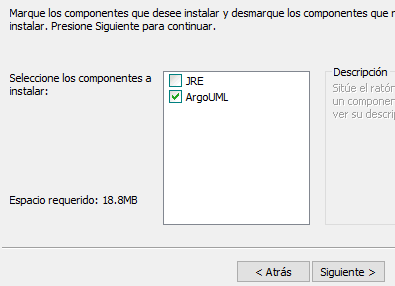 Marque los componentes que desee instalar y desmarque los componentes que
instalar. Presione Siguiente para continuar.
Seleccione los componentes a
instalar:
JRE
ArgoUML
Descripción
Sitúe el ratón
un compone
ver su descrip
Espacio requerido: 18.8MB
< Atrás
Siguiente >